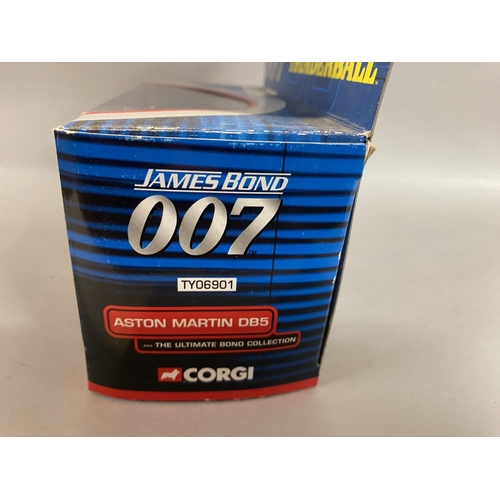 THUNDERBALL
JAMES BOND
007
TY06901
ASTON MARTIN DB5
>>> THE ULTIMATE BOND COLLECTION
CORGI